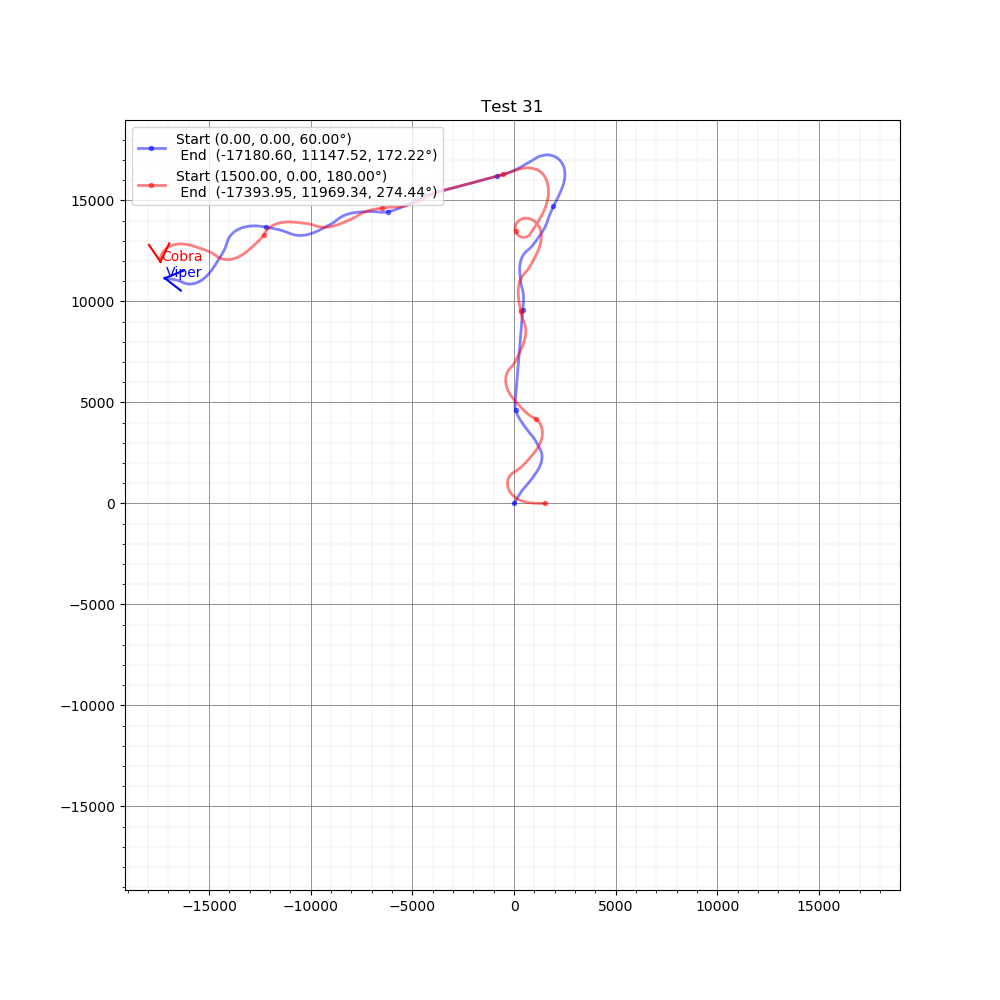 Test 31
Start (0.00, 0.00, 60.00°)
End  (-17180.60, 11147.52, 172.22°)
Start (1500.00, 0.00, 180.00°)
End  (-17393.95, 11969.34, 274.44°)
Cobra
Viper
15000
10000
5000
0
−5000
−10000
−15000
−15000 −10000 −5000 0 5000 10000 15000